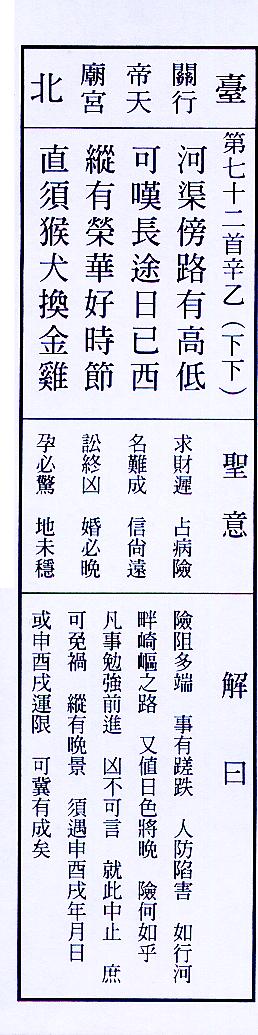 臺北
關帝廟
行天宮
第七十二首辛乙(下下)
河渠傍路有高低
可嘆長途日已西
縱有榮華好時節
直須猴犬換金雞
聖意
求財遲 占病險
名難成 信尙遠
訟終凶 婚必晚
孕必驚 地未穩
解曰
險阻多端 事有蹉跌 人防陷害 如行河
畔崎嶇之路 又値日色將晚 險何如乎
凡事勉強前進 凶不可言 就此中止 庶
可免禍 縱有晚景 須遇申酉戌年月日
或申酉戌運限 可冀有成矣